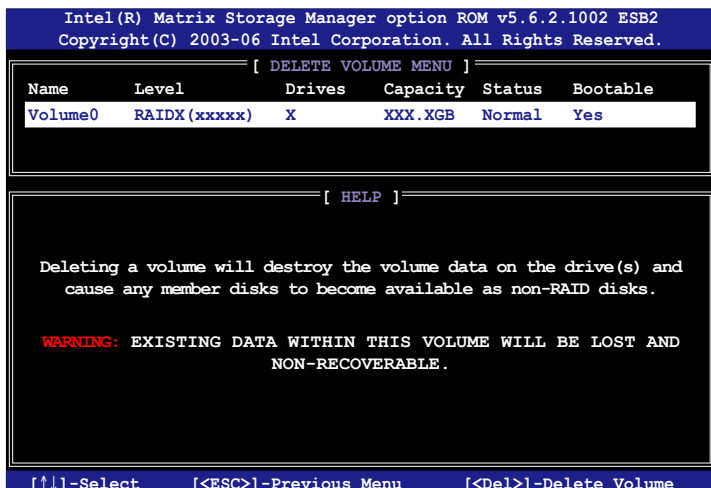 Intel(R) Matrix Storage Manager option ROM v5.6.2.1002 ESB2
Copyright(C) 2003-06 Intel Corporation. All Rights Reserved.
[ DELETE VOLUME MENU ]
Name Level Drives Capacity Status Bootable
Volume0 RAIDX(xxxxx) X XXX.XGB Normal Yes
[ HELP ]
Deleting a volume will destroy the volume data on the drive(s) and
cause any member disks to become available as non-RAID disks.
WARNING: EXISTING DATA WITHIN THIS VOLUME WILL BE LOST AND
NON-RECOVERABLE.
[↑↓]-Select [<ESC>]-Previous Menu [<Del>]-Delete Volume